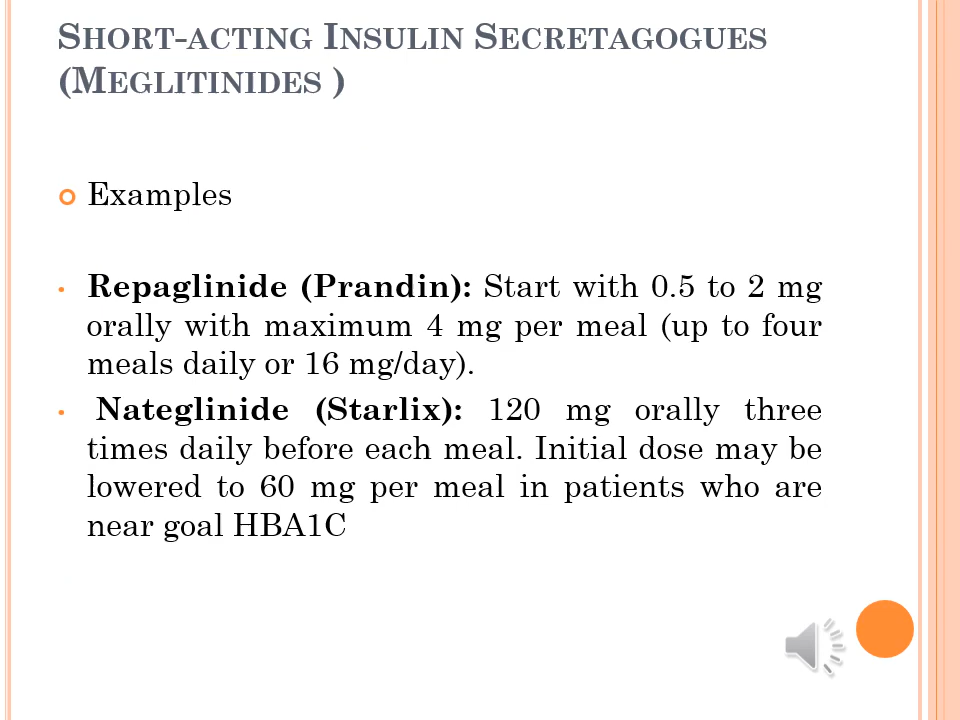 SHORT-ACTING INSULIN SECRETAGOGUES
(MEGLITINIDES )
Examples
• Repaglinide (Prandin): Start with 0.5 to 2 mg
orally with maximum 4 mg per meal (up to four
meals daily or 16 mg/day).
• Nateglinide (Starlix): 120 mg orally three
times daily before each meal. Initial dose may be
lowered to 60 mg per meal in patients who are
near goal HBA1C